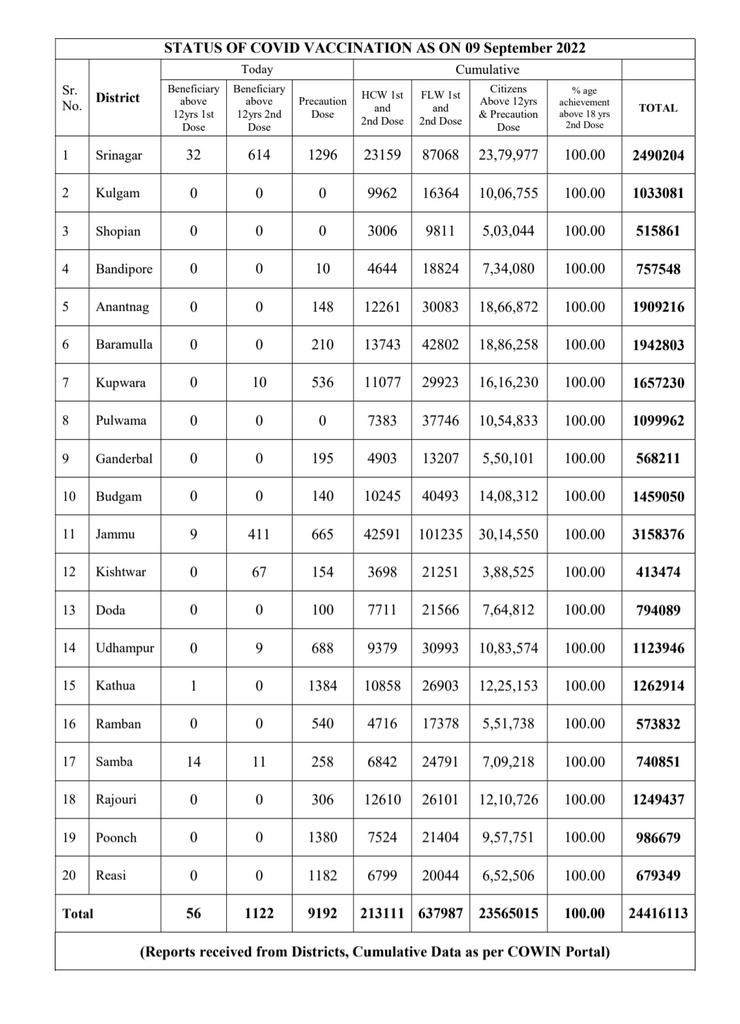 STATUS OF COVID VACCINATION AS ON 09 September 2022
Today Cumulative
Sr. No. District Beneficiary above 12yrs 1st Dose Beneficiary above 12yrs 2nd Dose Precaution Dose HCW 1st and 2nd Dose FLW 1st and 2nd Dose Citizens Above 12yrs & Precaution Dose % age achievement above 18 yrs 2nd Dose TOTAL
1 Srinagar 32 614 1296 23159 87068 23,79,977 100.00 2490204
2 Kulgam 0 0 0 9962 16364 10,06,755 100.00 1033081
3 Shopian 0 0 0 3006 9811 5,03,044 100.00 515861
4 Bandipore 0 0 10 4644 18824 7,34,080 100.00 757548
5 Anantnag 0 0 148 12261 30083 18,66,872 100.00 1909216
6 Baramulla 0 0 210 13743 42802 18,86,258 100.00 1942803
7 Kupwara 0 10 536 11077 29923 16,16,230 100.00 1657230
8 Pulwama 0 0 0 7383 37746 10,54,833 100.00 1099962
9 Ganderbal 0 0 195 4903 13207 5,50,101 100.00 568211
10 Budgam 0 0 140 10245 40493 14,08,312 100.00 1459050
11 Jammu 9 411 665 42591 101235 30,14,550 100.00 3158376
12 Kishtwar 0 67 154 3698 21251 3,88,525 100.00 413474
13 Doda 0 0 100 7711 21566 7,64,812 100.00 794089
14 Udhampur 0 9 688 9379 30993 10,83,574 100.00 1123946
15 Kathua 1 0 1384 10858 26903 12,25,153 100.00 1262914
16 Ramban 0 0 540 4716 17378 5,51,738 100.00 573832
17 Samba 14 11 258 6842 24791 7,09,218 100.00 740851
18 Rajouri 0 0 306 12610 26101 12,10,726 100.00 1249437
19 Poonch 0 0 1380 7524 21404 9,57,751 100.00 986679
20 Reasi 0 0 1182 6799 20044 6,52,506 100.00 679349
Total 56 1122 9192 213111 637987 23565015 100.00 24416113
(Reports received from Districts, Cumulative Data as per COWIN Portal)